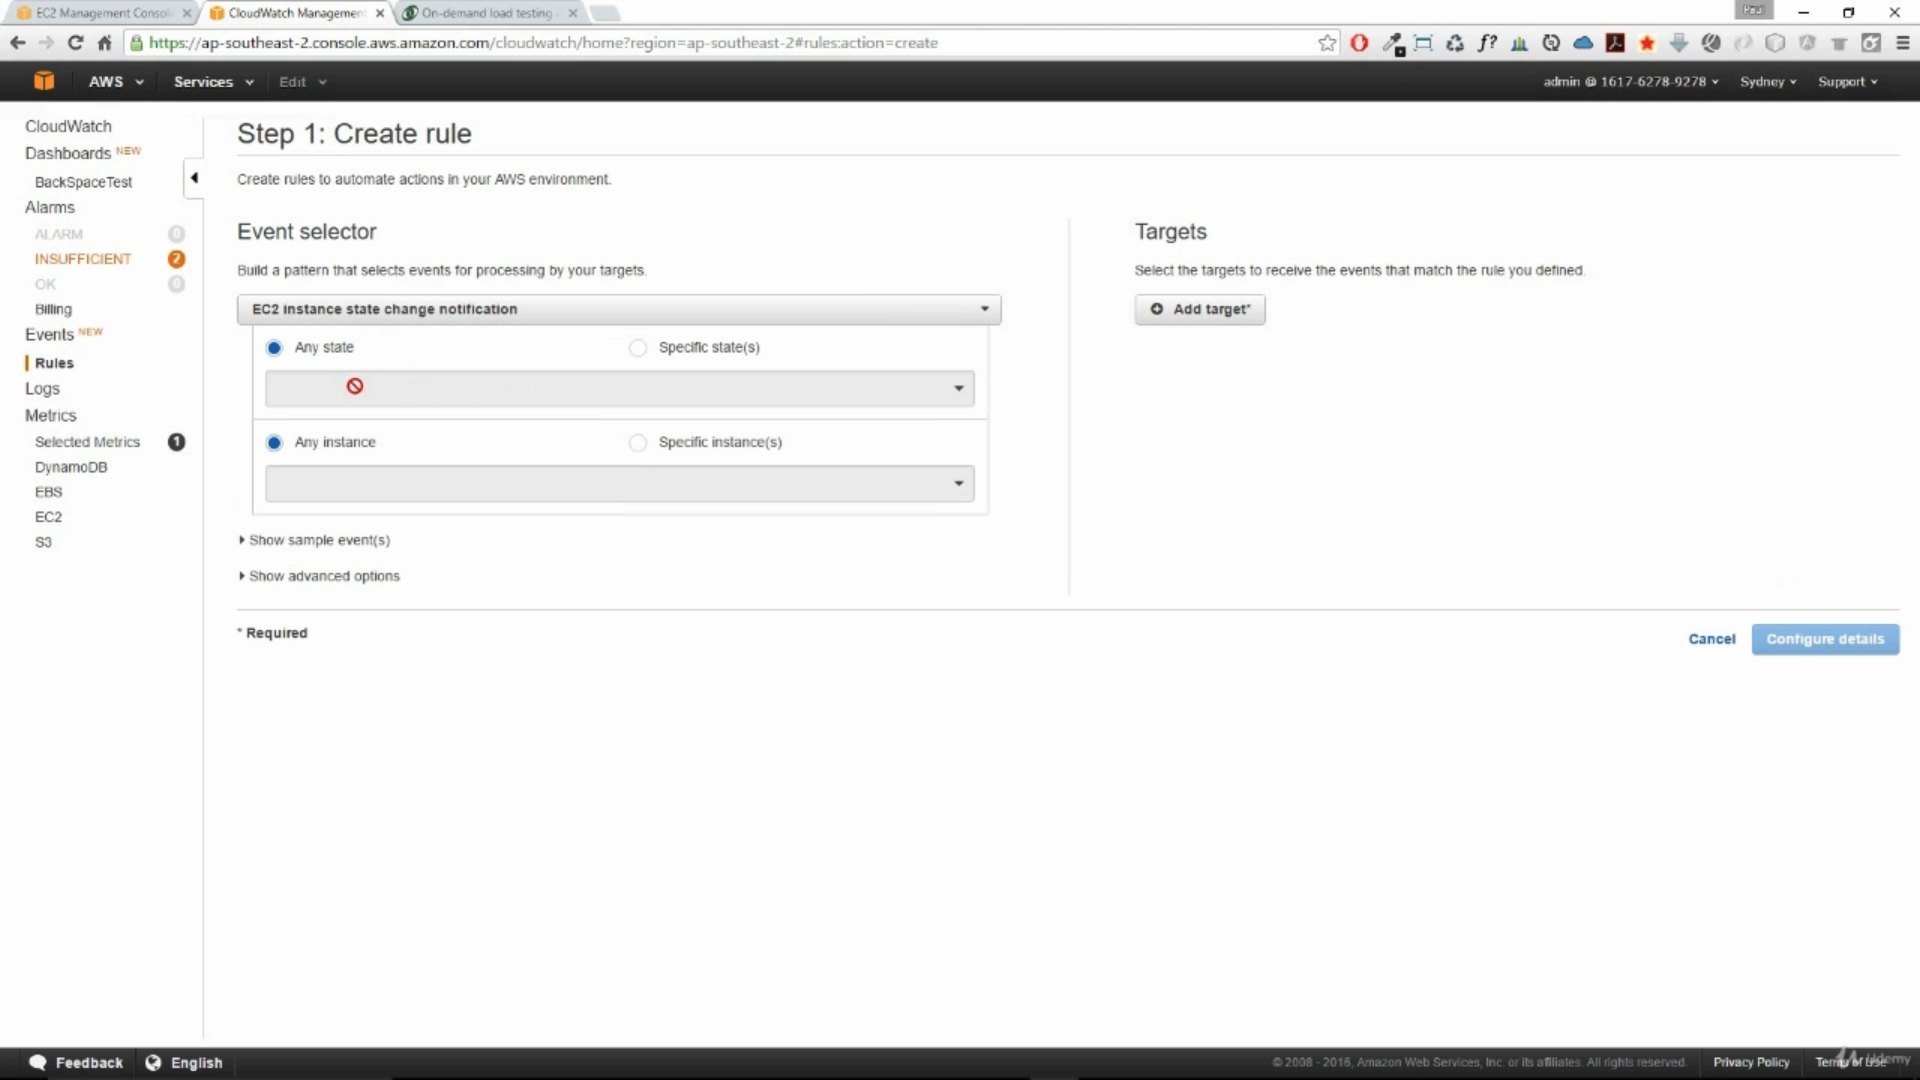 EC2 Management Consol
CloudWatch Managemen
On-demand load testing
Paul
https://ap-southeast-2.console.aws.amazon.com/cloudwatch/home?region=ap-southeast-2#rules:action=create
f?
AWS
Services
Edit
admin @ 1617-6278-9278
Sydney
Support
CloudWatch
Dashboards NEW
BackSpaceTest
Alarms
ALARM 0
INSUFFICIENT 2
OK 0
Billing
Events NEW
Rules
Logs
Metrics
Selected Metrics 1
DynamoDB
EBS
EC2
S3
Step 1: Create rule
Create rules to automate actions in your AWS environment.
Event selector
Build a pattern that selects events for processing by your targets.
EC2 instance state change notification
Any state
Specific state(s)
Any instance
Specific instance(s)
Show sample event(s)
Show advanced options
* Required
Targets
Select the targets to receive the events that match the rule you defined.
Add target*
Cancel
Configure details
Feedback
English
© 2008 - 2016, Amazon Web Services, Inc. or its affiliates. All rights reserved.
Privacy Policy
Terms of Use
Udemy